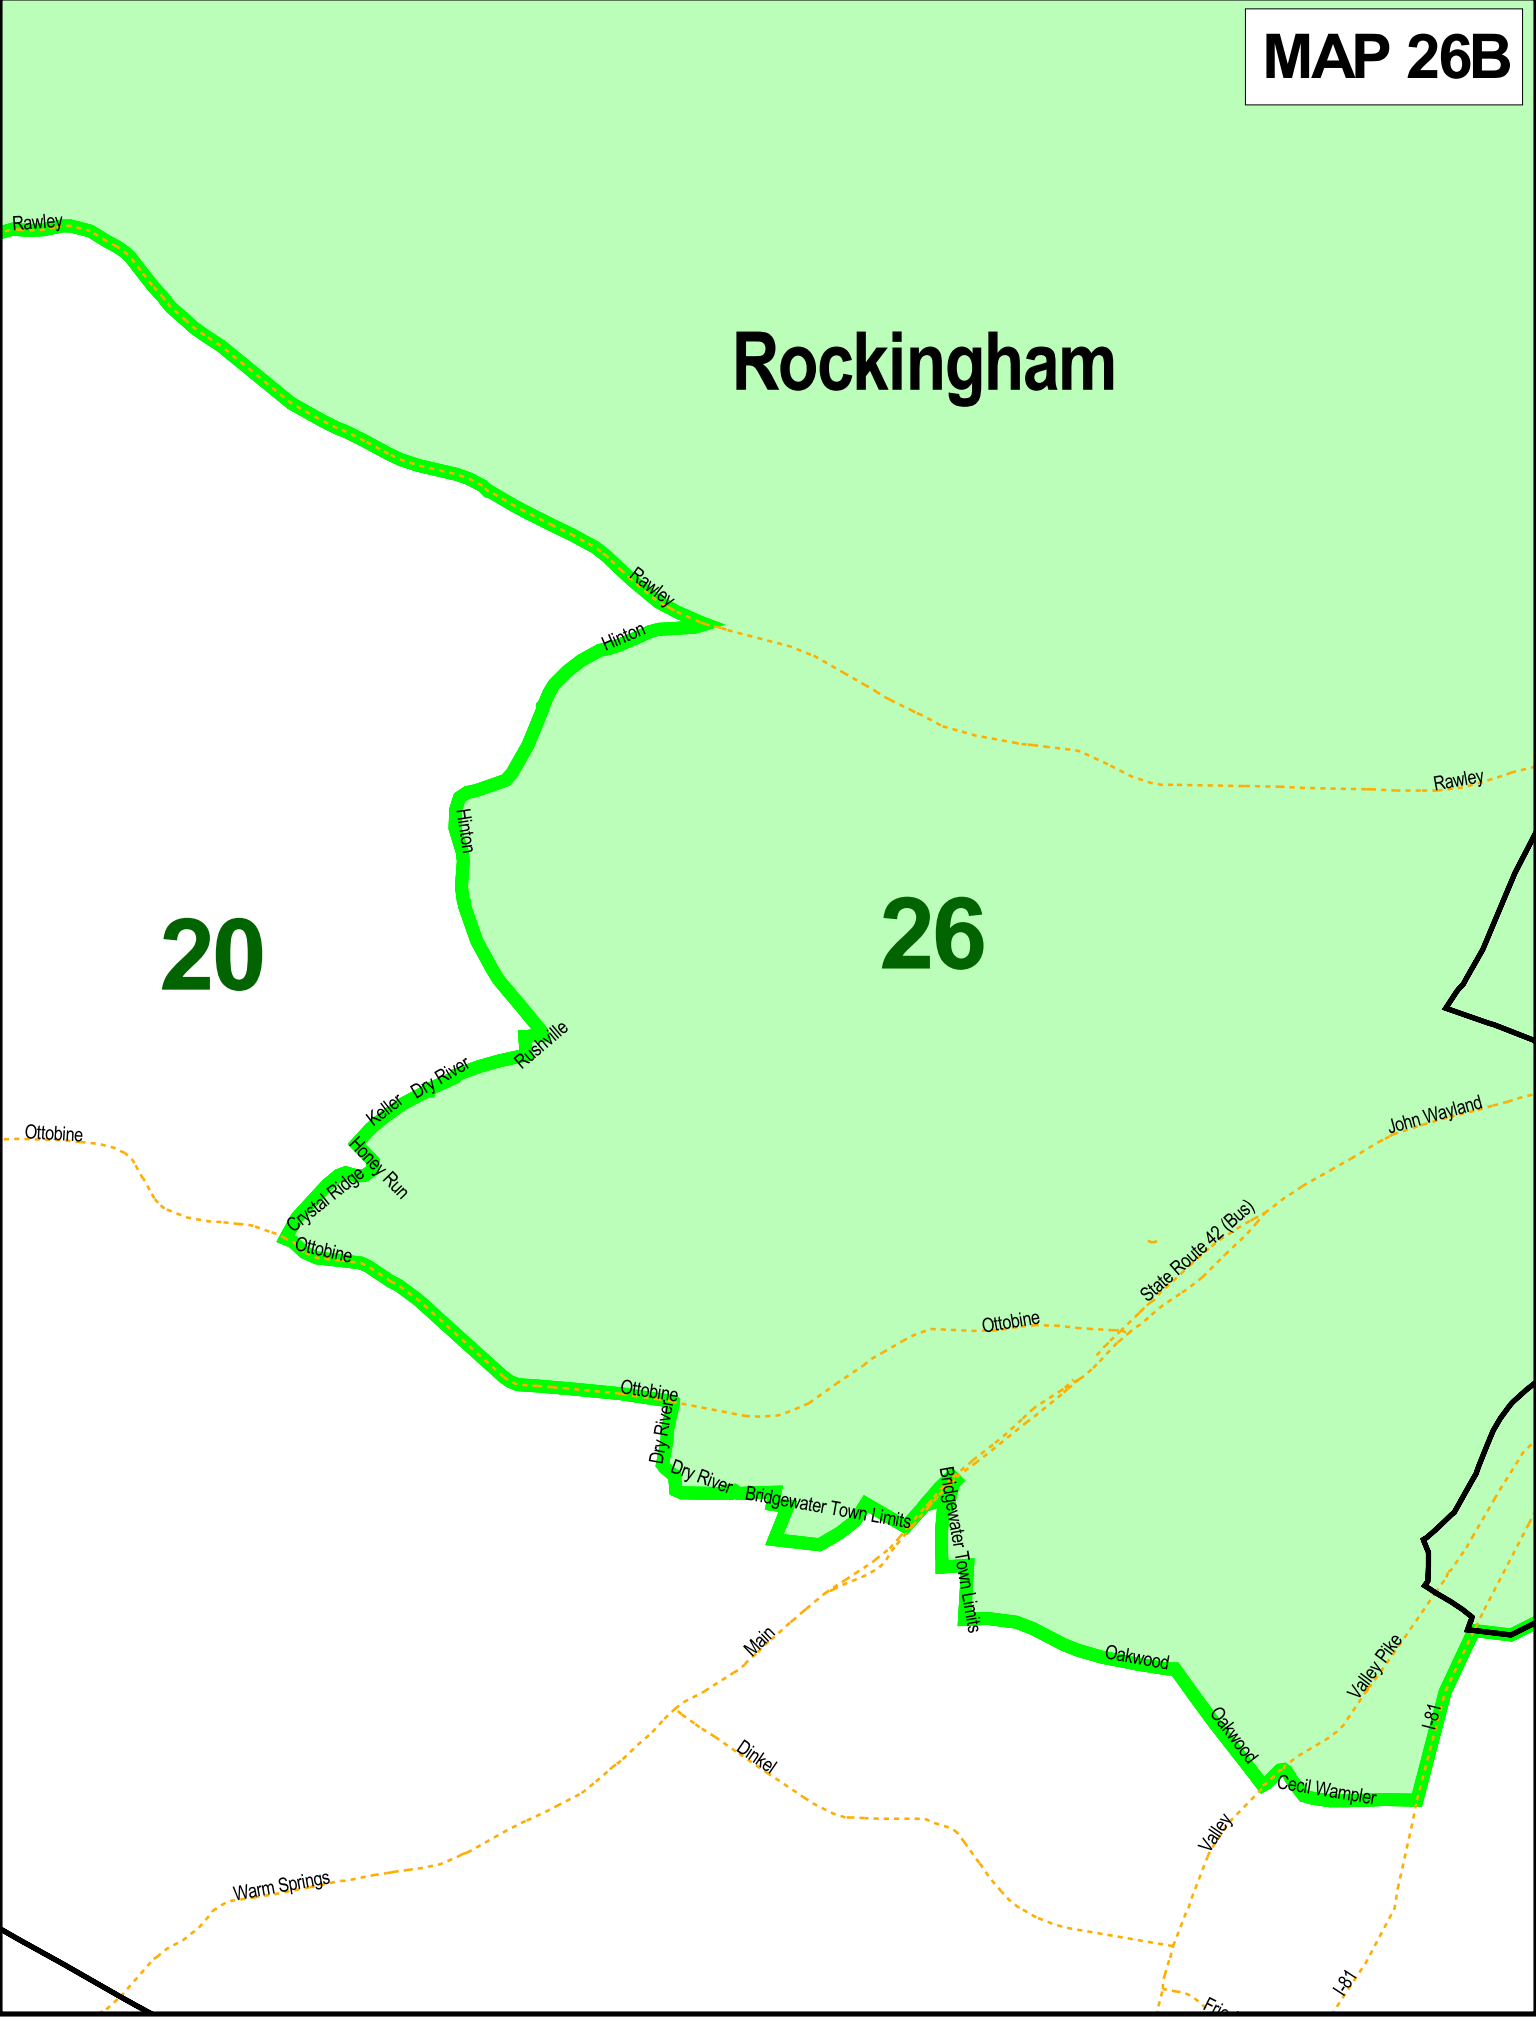 MAP 26B
Rawley
Rockingham
Rawley
Hinton
Rawley
Hinton
20
26
Rushville
Dry River
Keller
John Wayland
Ottobine
Honey Run
Crystal Ridge
State Route 42 (Bus)
Ottobine
Ottobine
Ottobine
Dry River
Dry River
Bridgewater Town Limits
Bridgewater Town Limits
Main
Oakwood
Valley Pike
Oakwood
I-81
Dinkel
Cecil Wampler
Valley
Warm Springs
I-81